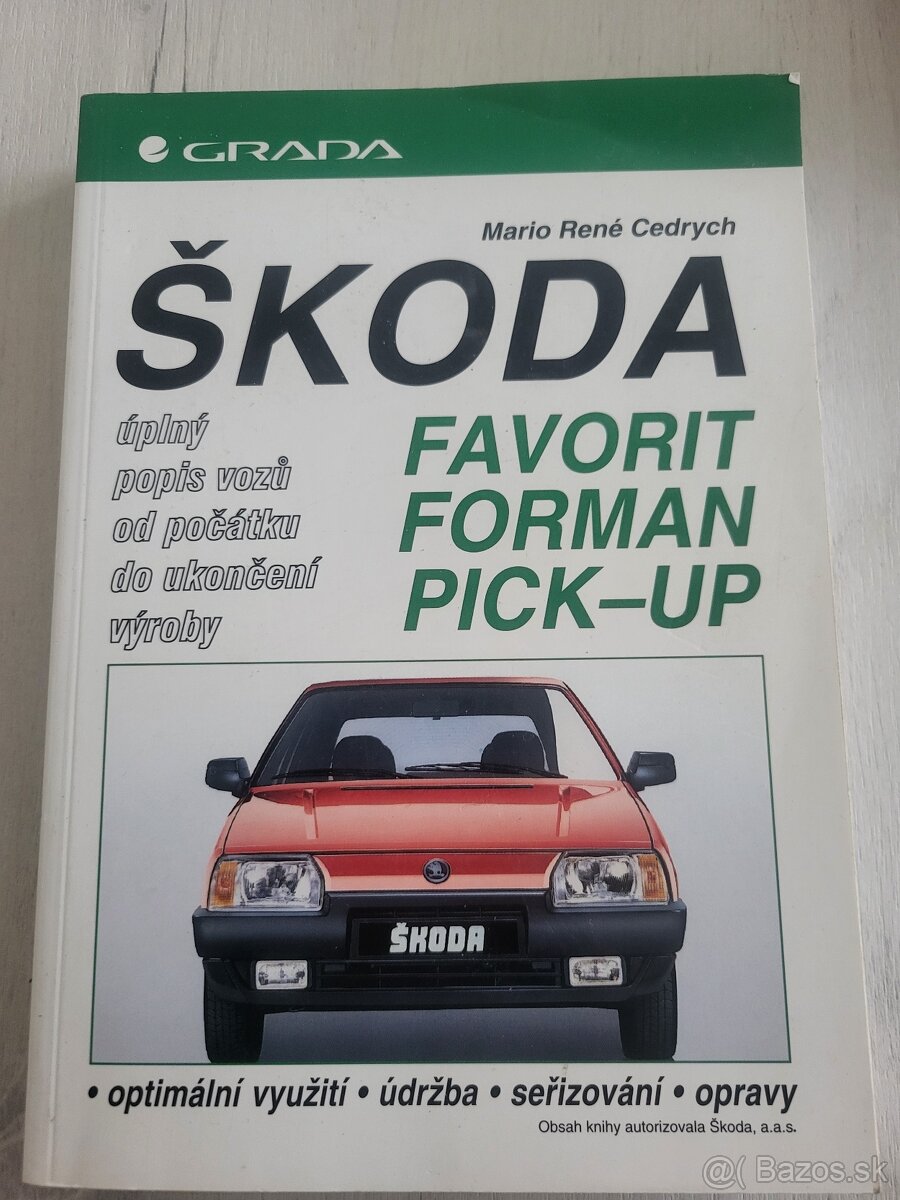 GRADA
Mario René Cedrych
ŠKODA
úplný
popis vozů
od počátku
do ukončení
výroby
FAVORIT
FORMAN
PICK–UP
ŠKODA
• optimální využití • údržba • seřizování • opravy
Obsah knihy autorizovala Škoda, a.a.s.
@( Bazos.sk